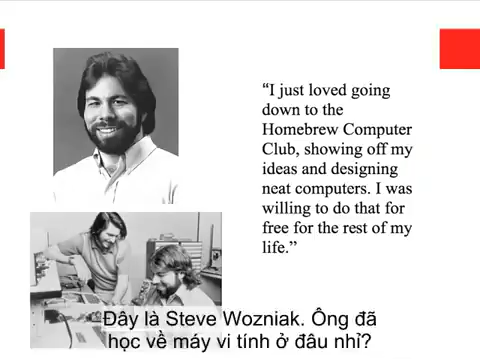 “I just loved going
down to the
Homebrew Computer
Club, showing off my
ideas and designing
neat computers. I was
willing to do that for
free for the rest of my
life.”
Đây là Steve Wozniak. Ông đã
học về máy vi tính ở đâu nhỉ?